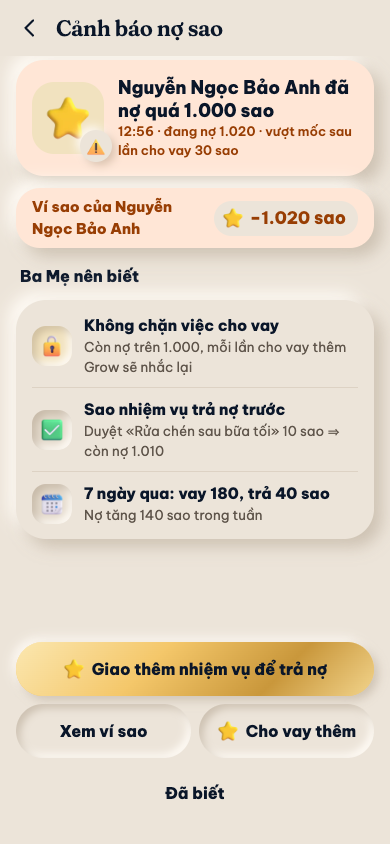 Cảnh báo nợ sao
Nguyễn Ngọc Bảo Anh đã
nợ quá 1.000 sao
12:56 · đang nợ 1.020 · vượt mốc sau
lần cho vay 30 sao
Ví sao của Nguyễn
Ngọc Bảo Anh
−1.020 sao
Ba Mẹ nên biết
Không chặn việc cho vay
Còn nợ trên 1.000, mỗi lần cho vay thêm
Grow sẽ nhắc lại
Sao nhiệm vụ trả nợ trước
Duyệt «Rửa chén sau bữa tối» 10 sao ⇒
còn nợ 1.010
7 ngày qua: vay 180, trả 40 sao
Nợ tăng 140 sao trong tuần
Giao thêm nhiệm vụ để trả nợ
Xem ví sao
Cho vay thêm
Đã biết